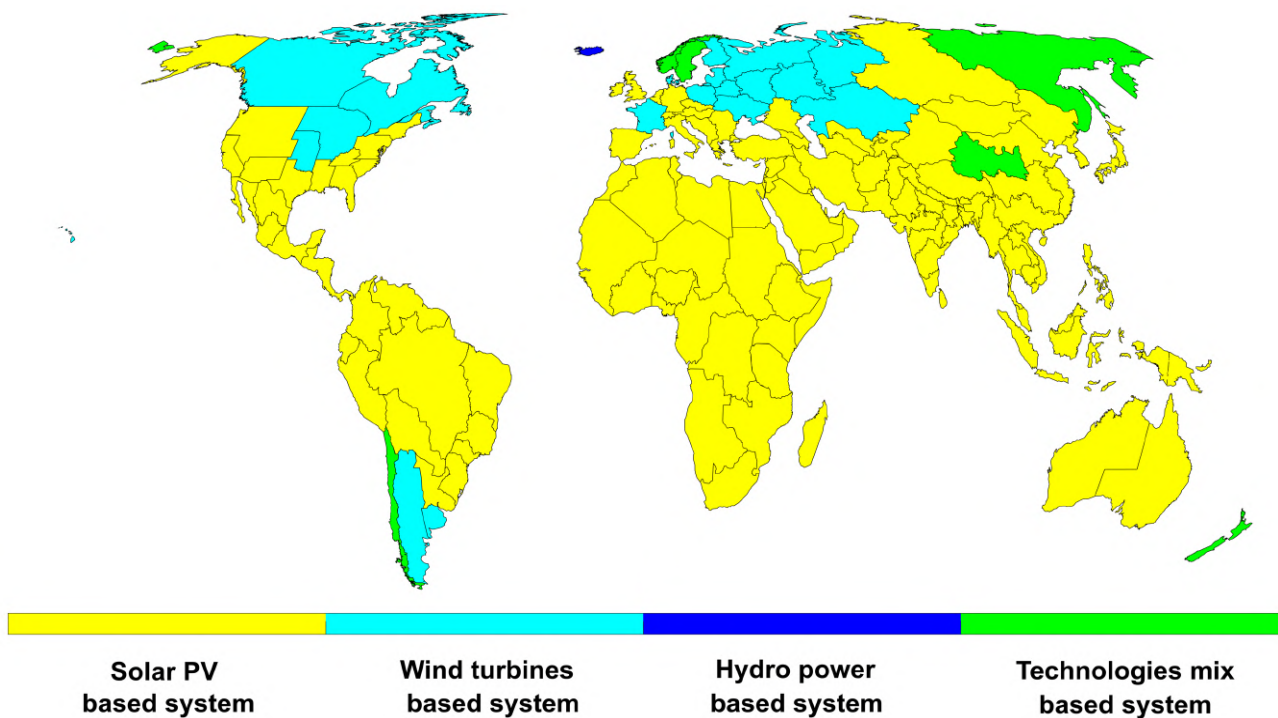 Solar PV
based system
Wind turbines
based system
Hydro power
based system
Technologies mix
based system